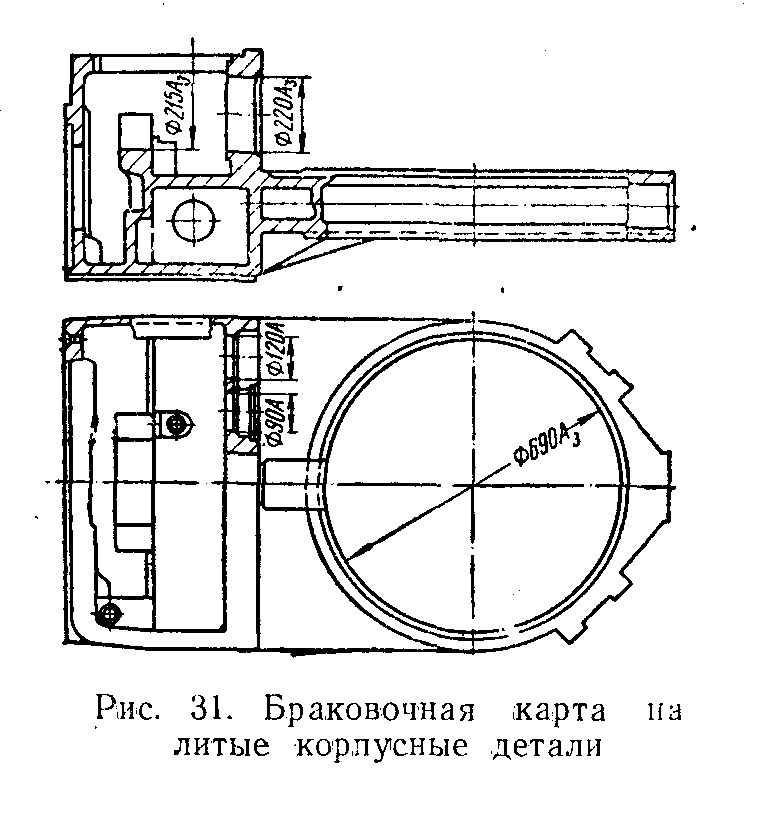 Ф215А₃
Ф220А₃
Ф120А
Ф90А
Ф690А₃
Рис. 31. Браковочная карта на
литые корпусные детали